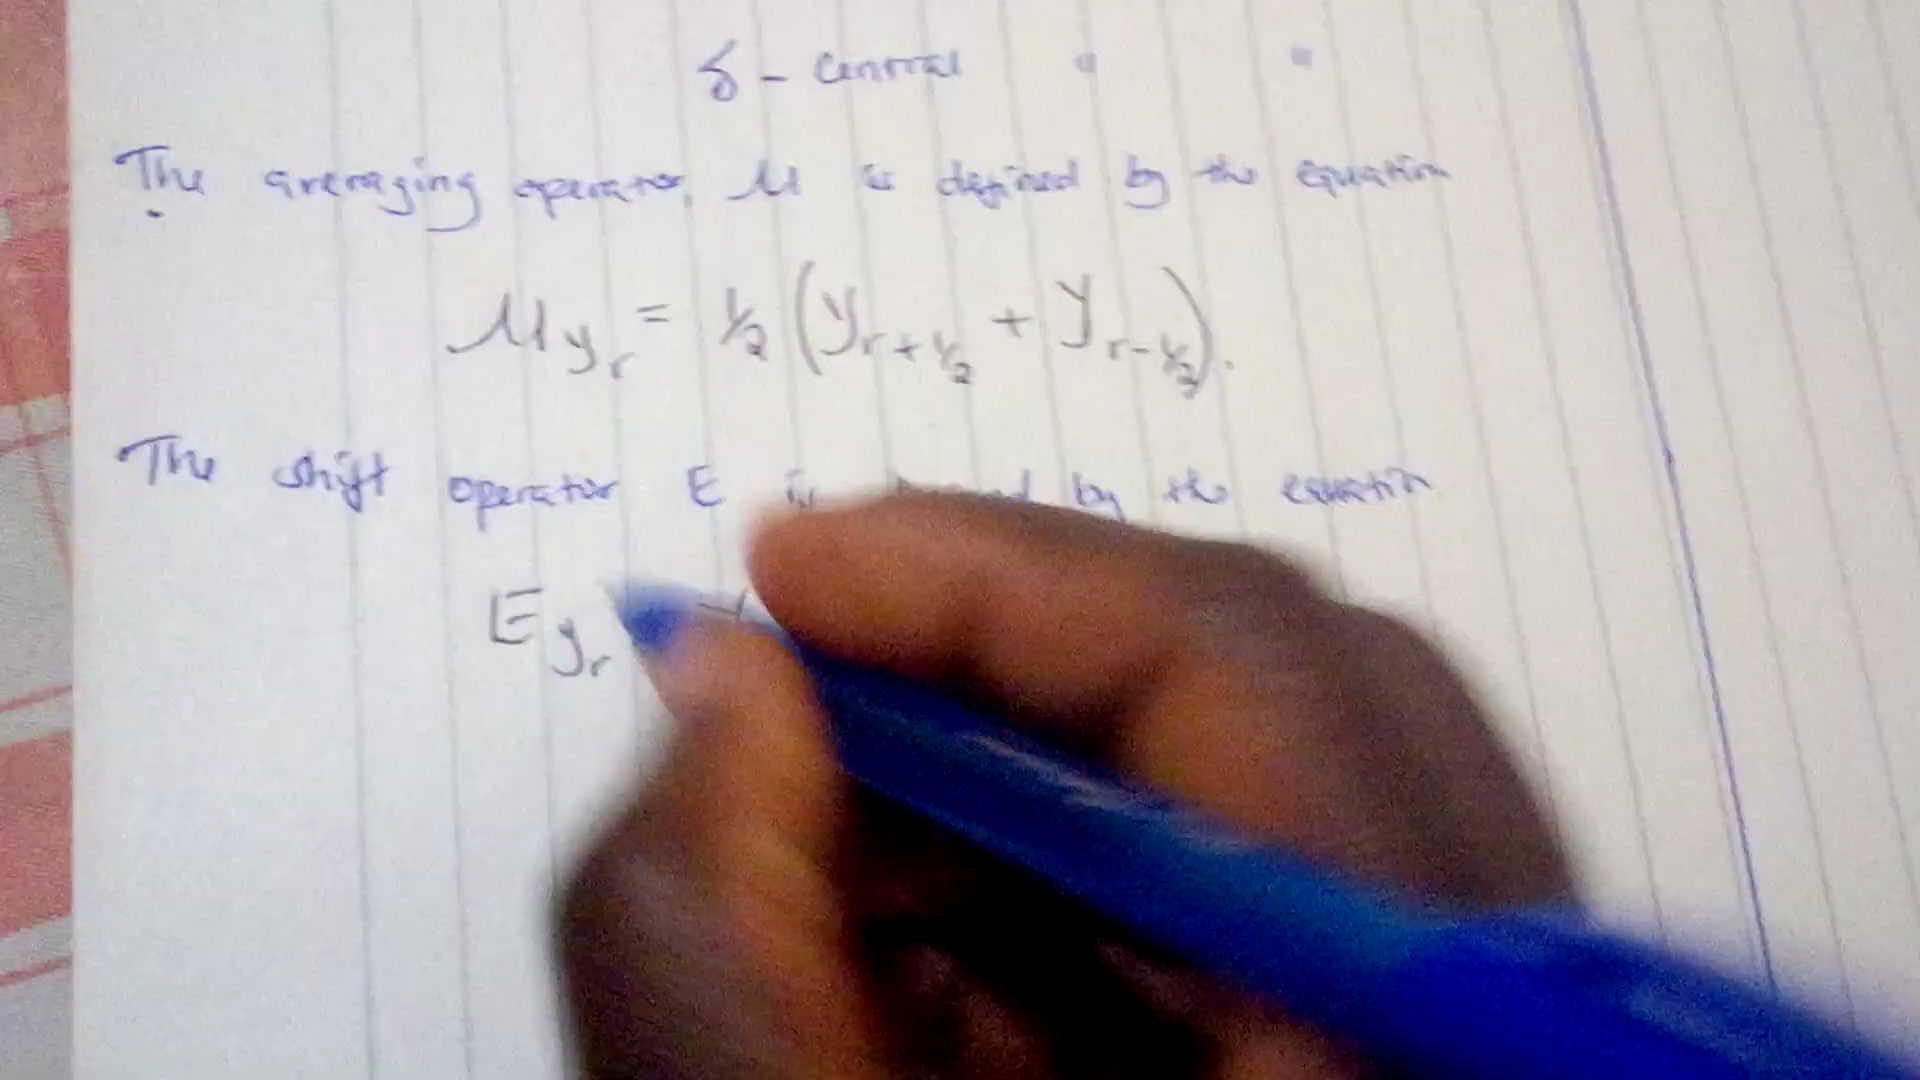 δ - Central " "
The averaging operator, μ is defined by the equation
μy_r = ½ (y_{r+½} + y_{r-½}).
The shift operator E is by the equation
Ey_r